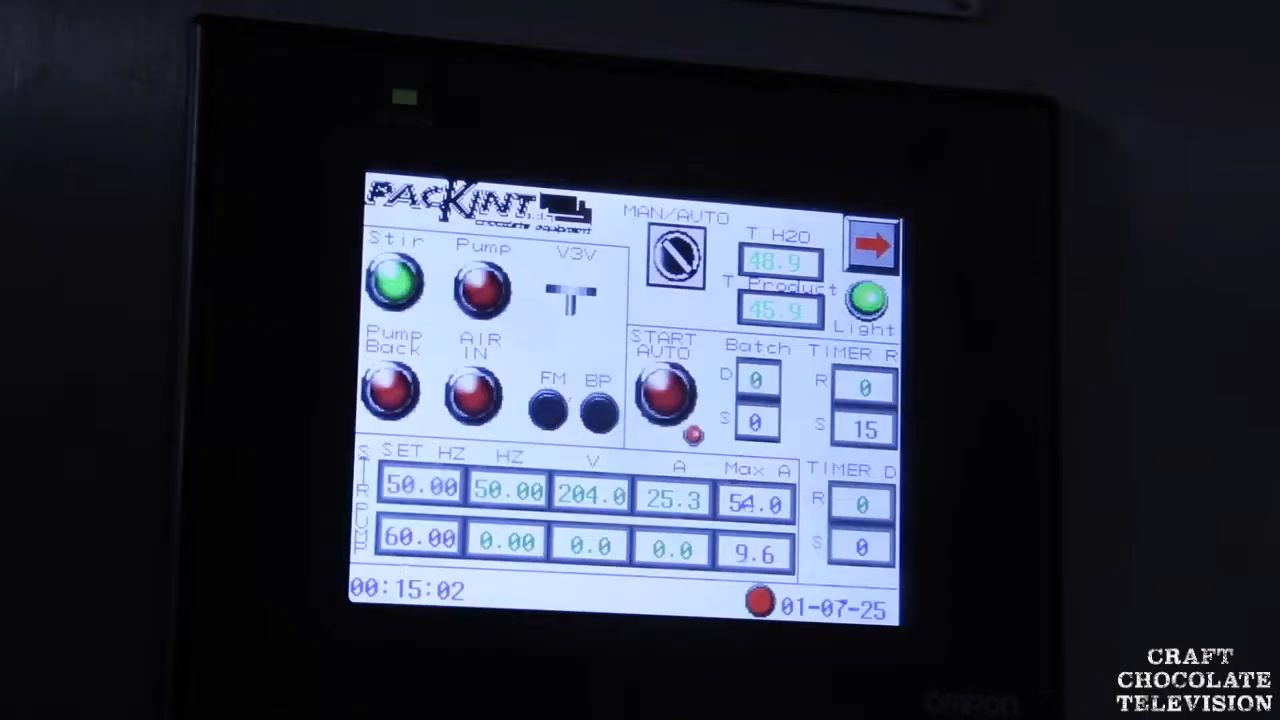 PACKINT
chocolate equipment
MAN/AUTO
T H2O
48.9
T Product
45.9
Light
Stir
Pump
V3V
Pump Back
AIR IN
FM
BP
START AUTO
Batch
D 0
S 0
TIMER R
R 0
S 15
TIMER D
R 0
S 0
SET HZ HZ V A Max A
STIR 50.00 50.00 204.0 25.3 54.0
PUMP 60.00 0.00 0.0 0.0 9.6
00:15:02
01-07-25
OMRON
CRAFT
CHOCOLATE
TELEVISION